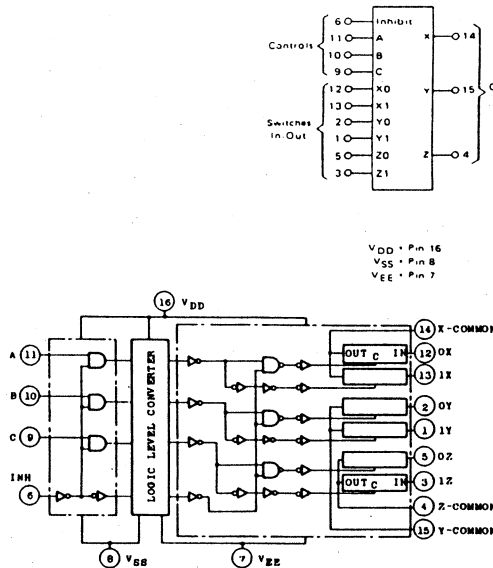 6 Inhibit
11 A
10 B
9 C
Controls
12 X0
13 X1
2 Y0
1 Y1
5 Z0
3 Z1
Switches
In Out
X 14
Y 15
Z 4
VDD • Pin 16
VSS • Pin 8
VEE • Pin 7
16 VDD
A 11
B 10
C 9
INH
6
LOGIC LEVEL CONVERTER
14 X-COMMON
OUT C IN 12 0X
13 1X
2 0Y
1 1Y
5 0Z
OUT C IN 3 1Z
4 Z-COMMON
15 Y-COMMON
8 VSS
7 VEE